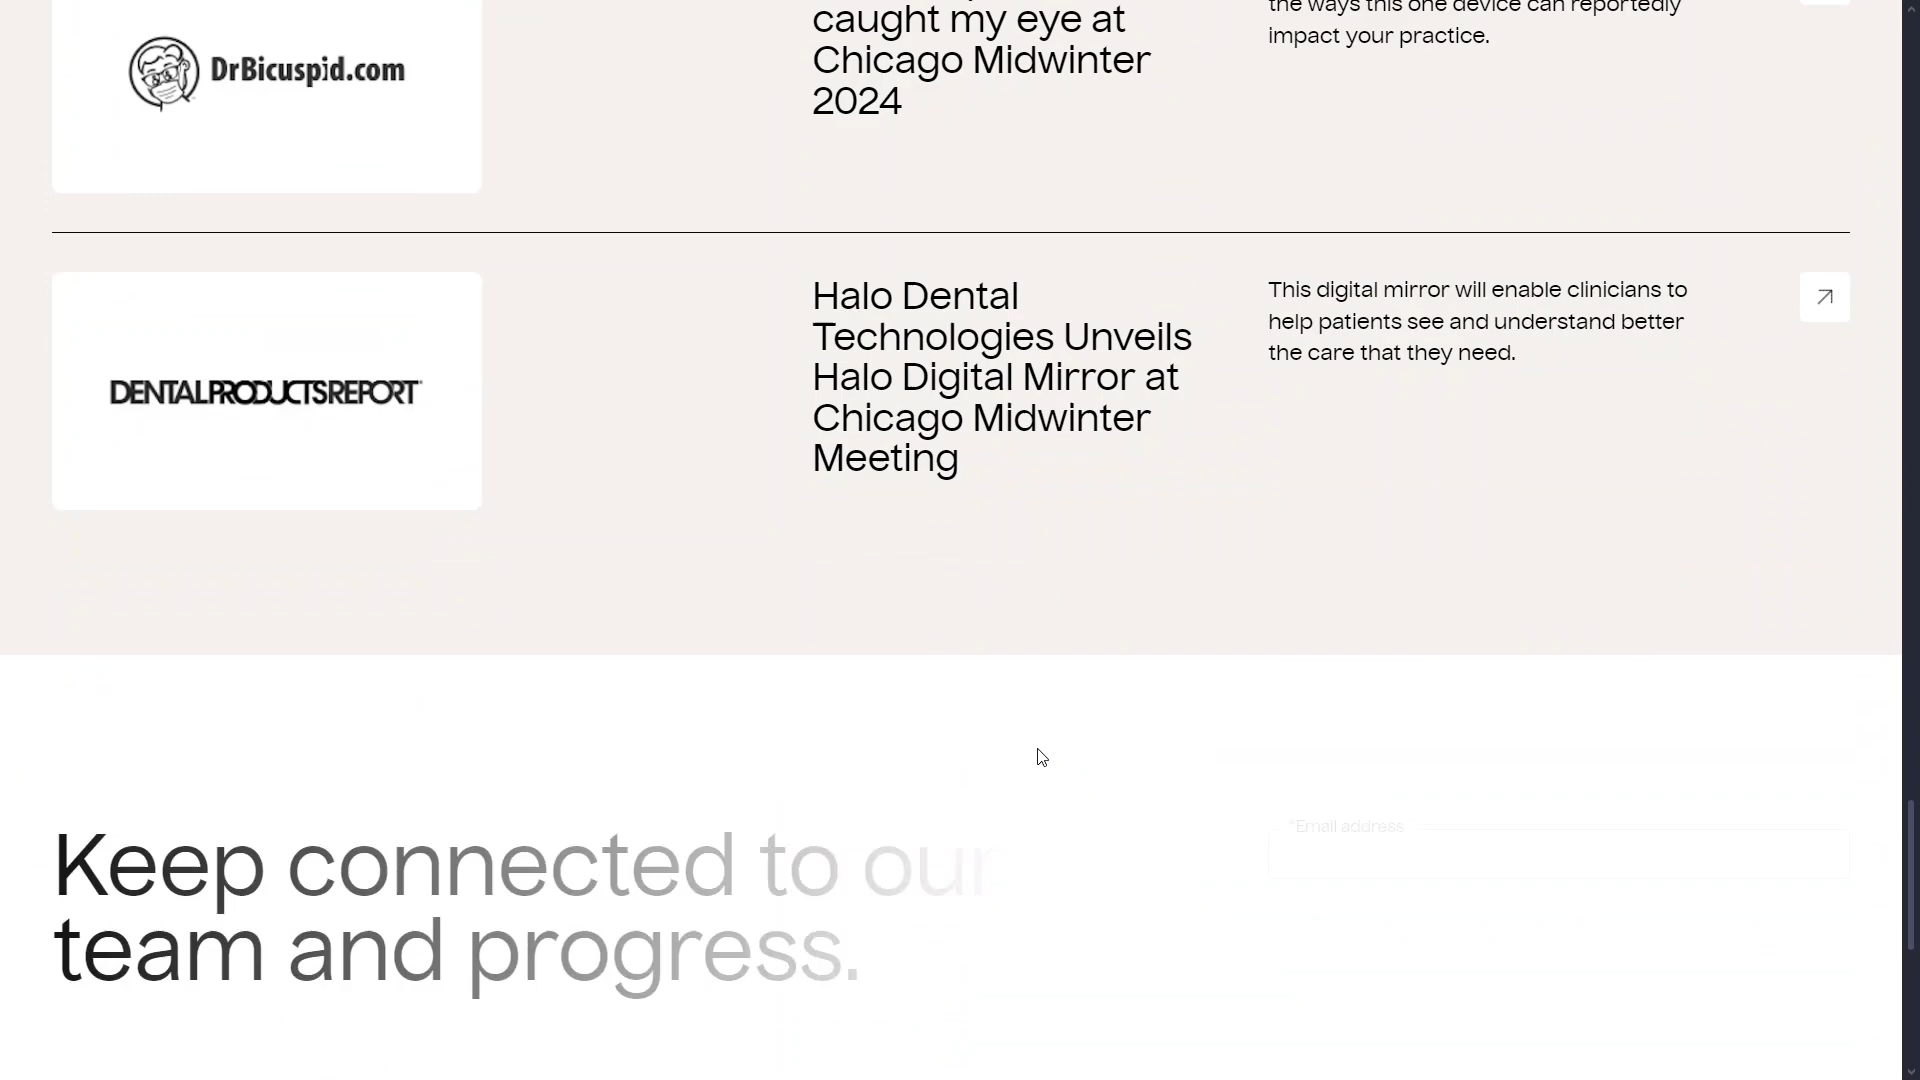 caught my eye at
Chicago Midwinter
2024
the ways this one device can reportedly
impact your practice.
DrBicuspid.com
Halo Dental
Technologies Unveils
Halo Digital Mirror at
Chicago Midwinter
Meeting
This digital mirror will enable clinicians to
help patients see and understand better
the care that they need.
DENTALPRODUCTSREPORT
Keep connected to our
team and progress.
*Email address